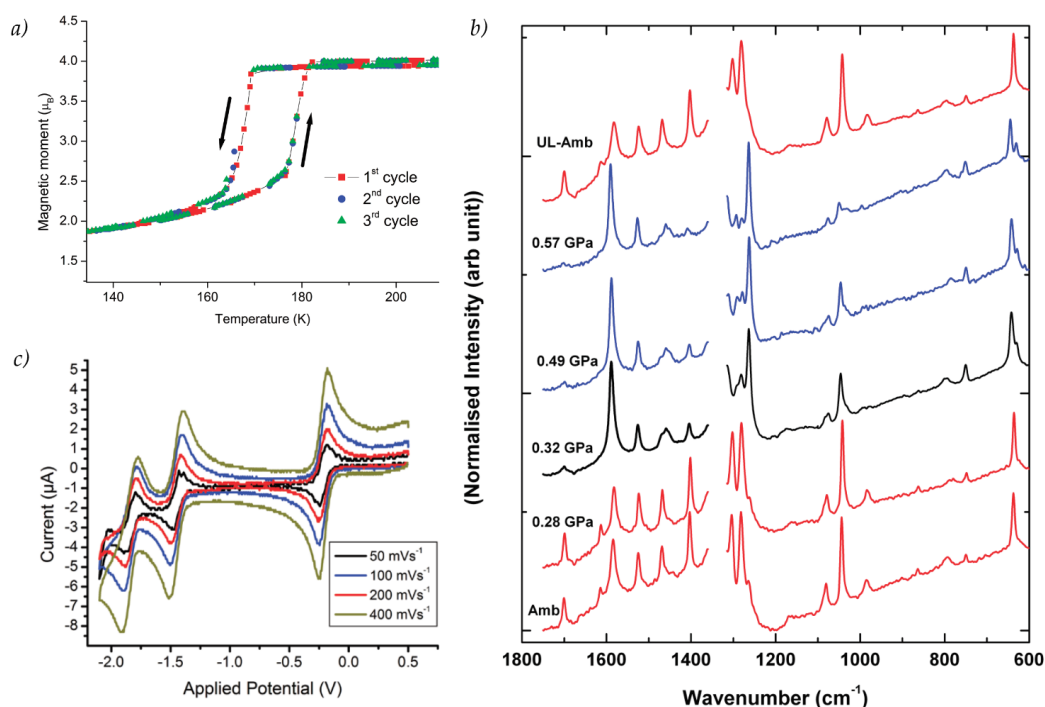 a)
4.0
3.5
3.0
2.5
2.0
1.5
Magnetic moment (μB)
140 160 180 200
Temperature (K)
1st cycle
2nd cycle
3rd cycle
b)
(Normalised Intensity (arb unit)
UL-Amb
0.57 GPa
0.49 GPa
0.32 GPa
0.28 GPa
Amb
1800 1600 1400 1200 1000 800 600
Wavenumber (cm-1)
c)
5
4
3
2
1
0
-1
-2
-3
-4
-5
-6
-7
-8
Current (μA)
50 mVs-1
100 mVs-1
200 mVs-1
400 mVs-1
-2.0 -1.5 -1.0 -0.5 0.0 0.5
Applied Potential (V)